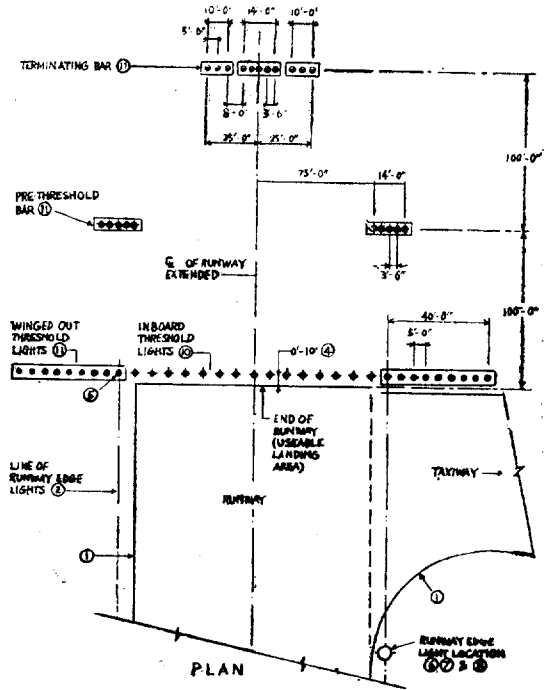 10'-0" 14'-0" 10'-0"
5'-0"
TERMINATING BAR 17
8'-0" 3'-6"
25'-0" 25'-0"
100'-0"
75'-0" 14'-0"
PRE-THRESHOLD
BAR 11
3'-6"
℄ OF RUNWAY
EXTENDED
100'-0"
40'-0"
5'-0"
WINGED OUT
THRESHOLD
LIGHTS 11
INBOARD
THRESHOLD
LIGHTS 10
0'-10' 4
5
END OF
RUNWAY
(USEABLE
LANDING
AREA)
LINE OF
RUNWAY EDGE
LIGHTS 2
TAXIWAY
RUNWAY
1
1
RUNWAY EDGE
LIGHT LOCATION
6 7 &
PLAN